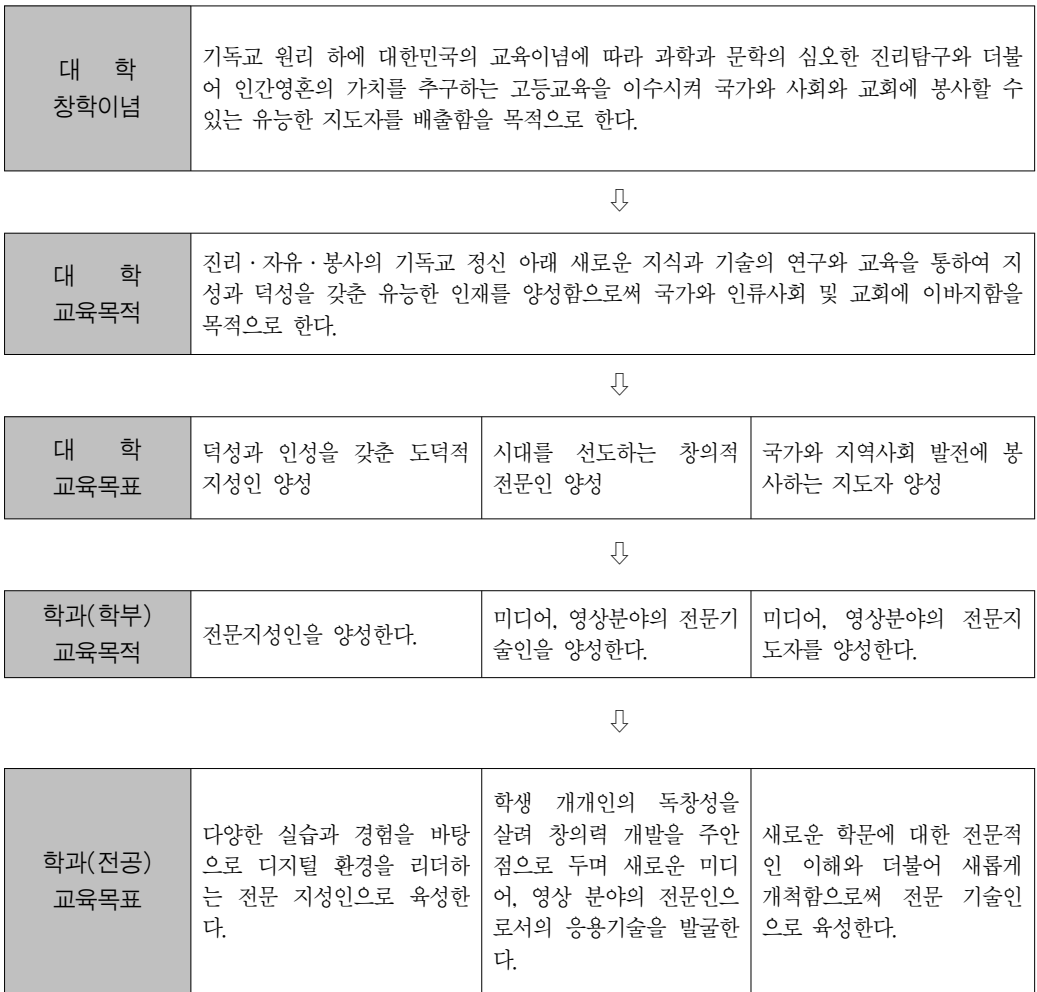 대 학
창학이념
기독교 원리 하에 대한민국의 교육이념에 따라 과학과 문학의 심오한 진리탐구와 더불
어 인간영혼의 가치를 추구하는 고등교육을 이수시켜 국가와 사회와 교회에 봉사할 수
있는 유능한 지도자를 배출함을 목적으로 한다.
⇩
대 학
교육목적
진리·자유·봉사의 기독교 정신 아래 새로운 지식과 기술의 연구와 교육을 통하여 지
성과 덕성을 갖춘 유능한 인재를 양성함으로써 국가와 인류사회 및 교회에 이바지함을
목적으로 한다.
⇩
대 학
교육목표
덕성과 인성을 갖춘 도덕적
지성인 양성
시대를 선도하는 창의적
전문인 양성
국가와 지역사회 발전에 봉
사하는 지도자 양성
⇩
학과(학부)
교육목적
전문지성인을 양성한다.
미디어, 영상분야의 전문기
술인을 양성한다.
미디어, 영상분야의 전문지
도자를 양성한다.
⇩
학과(전공)
교육목표
다양한 실습과 경험을 바탕
으로 디지털 환경을 리더하
는 전문 지성인으로 육성한
다.
학생 개개인의 독창성을
살려 창의력 개발을 주안
점으로 두며 새로운 미디
어, 영상 분야의 전문인으
로서의 응용기술을 발굴한
다.
새로운 학문에 대한 전문적
인 이해와 더불어 새롭게
개척함으로써 전문 기술인
으로 육성한다.